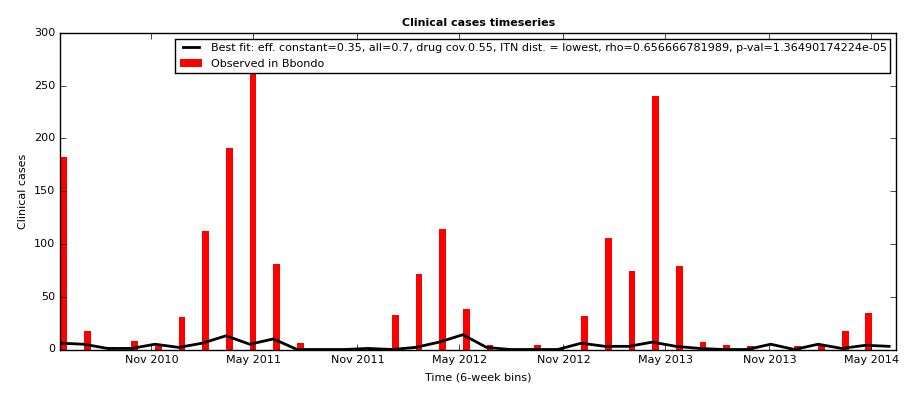 Clinical cases timeseries
Best fit: eff. constant=0.35, all=0.7, drug cov.0.55, ITN dist. = lowest, rho=0.656666781989, p-val=1.36490174224e-05
Observed in Bbondo
300
250
200
150
100
50
0
Clinical cases
Nov 2010 May 2011 Nov 2011 May 2012 Nov 2012 May 2013 Nov 2013 May 2014
Time (6-week bins)